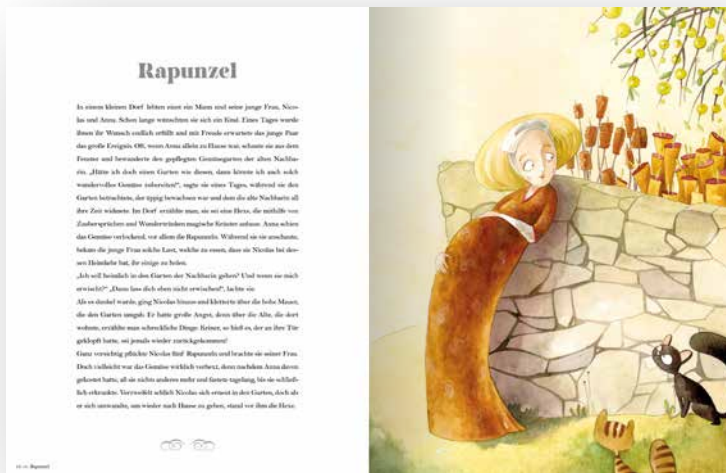 Rapunzel
In einem kleinen Dorf lebten einst ein Mann und seine junge Frau, Nico-
las und Anna. Schon lange wünschten sie sich ein Kind. Eines Tages wurde
ihnen ihr Wunsch endlich erfüllt und mit Freude erwartete das junge Paar
das große Ereignis. Oft, wenn Anna allein zu Hause war, schaute sie aus dem
Fenster und bewunderte den gepflegten Gemüsegarten der alten Nachba-
rin. „Hätte ich doch einen Garten wie diesen, dann könnte ich auch solch
wundervolles Gemüse zubereiten!“, sagte sie eines Tages, während sie den
Garten betrachtete, der üppig bewachsen war und dem die alte Nachbarin all
ihre Zeit widmete. Im Dorf erzählte man, sie sei eine Hexe, die mithilfe von
Zaubersprüchen und Wundertränken magische Kräuter anbaue. Anna schien
das Gemüse verlockend, vor allem die Rapunzeln. Während sie sie anschaute,
bekam die junge Frau solche Lust, welche zu essen, dass sie Nicolas bei des-
sen Heimkehr bat, ihr einige zu holen.
„Ich soll heimlich in den Garten der Nachbarin gehen? Und wenn sie mich
erwischt?“ „Dann lass dich eben nicht erwischen!“, lachte sie.
Als es dunkel wurde, ging Nicolas hinaus und kletterte über die hohe Mauer,
die den Garten umgab. Er hatte große Angst, denn über die Alte, die dort
wohnte, erzählte man schreckliche Dinge. Keiner, so hieß es, der an ihre Tür
geklopft hatte, sei jemals wieder zurückgekommen!
Ganz vorsichtig pflückte Nicolas fünf Rapunzeln und brachte sie seiner Frau.
Doch vielleicht war das Gemüse wirklich verhext, denn nachdem Anna davon
gekostet hatte, aß sie nichts anderes mehr und fastete tagelang, bis sie schließ-
lich erkrankte. Verzweifelt schlich Nicolas sich erneut in den Garten, doch als
er sich umwandte, um wieder nach Hause zu gehen, stand vor ihm die Hexe.
Rapunzel